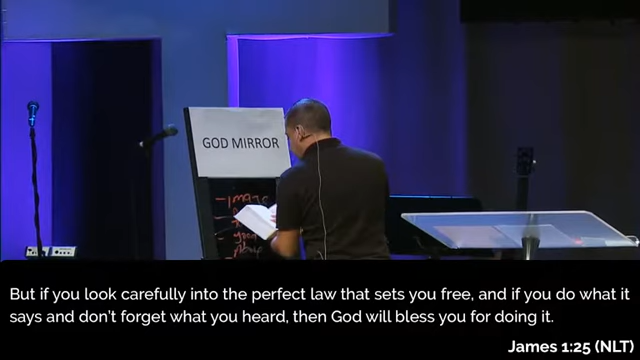 GOD MIRROR
But if you look carefully into the perfect law that sets you free, and if you do what it
says and don't forget what you heard, then God will bless you for doing it.
James 1:25 (NLT)